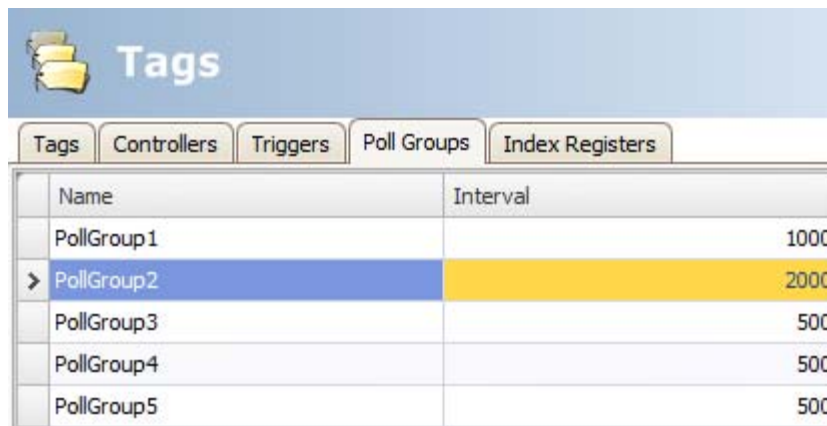 Tags
Tags Controllers Triggers Poll Groups Index Registers
Name Interval
PollGroup1 1000
PollGroup2 2000
PollGroup3 500
PollGroup4 500
PollGroup5 500